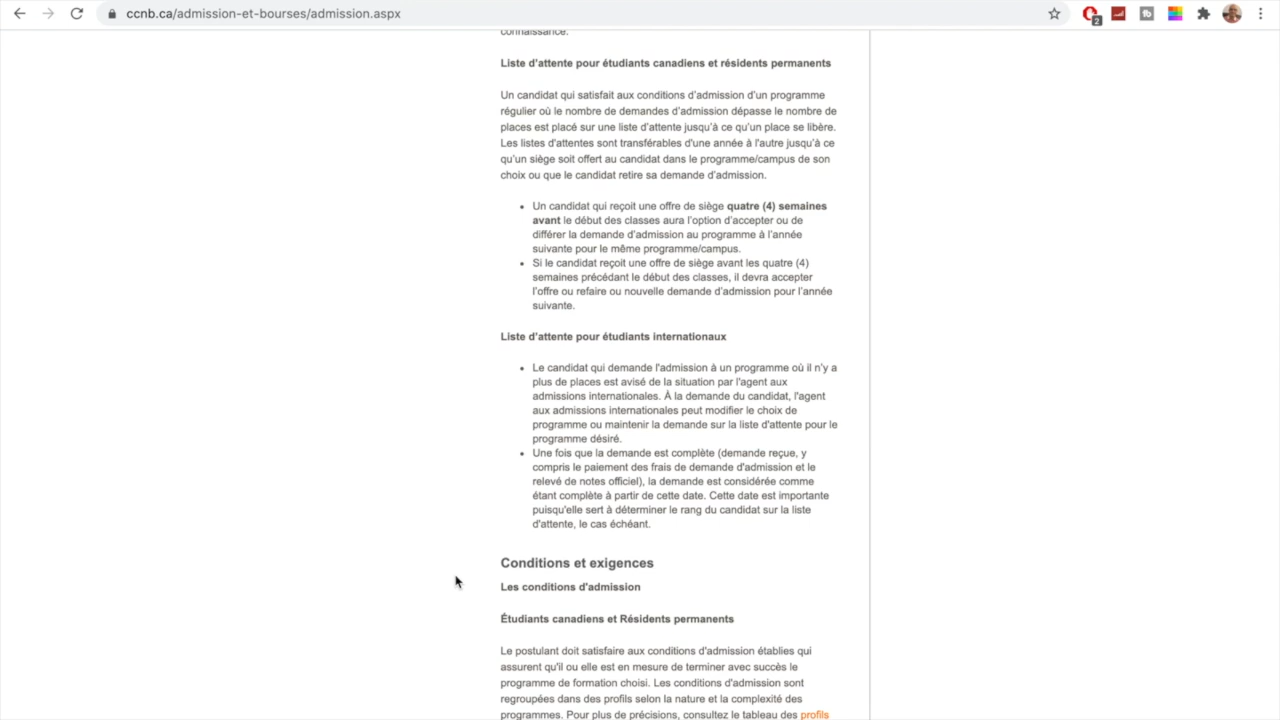 ccnb.ca/admission-et-bourses/admission.aspx
2
connaissance.
Liste d'attente pour étudiants canadiens et résidents permanents
Un candidat qui satisfait aux conditions d'admission d'un programme
régulier où le nombre de demandes d'admission dépasse le nombre de
places est placé sur une liste d'attente jusqu'à ce qu'un place se libère.
Les listes d'attentes sont transférables d'une année à l'autre jusqu'à ce
qu'un siège soit offert au candidat dans le programme/campus de son
choix ou que le candidat retire sa demande d'admission.
• Un candidat qui reçoit une offre de siège quatre (4) semaines
avant le début des classes aura l'option d'accepter ou de
différer la demande d'admission au programme à l'année
suivante pour le même programme/campus.
• Si le candidat reçoit une offre de siège avant les quatre (4)
semaines précédant le début des classes, il devra accepter
l'offre ou refaire ou nouvelle demande d'admission pour l'année
suivante.
Liste d'attente pour étudiants internationaux
• Le candidat qui demande l'admission à un programme où il n'y a
plus de places est avisé de la situation par l'agent aux
admissions internationales. À la demande du candidat, l'agent
aux admissions internationales peut modifier le choix de
programme ou maintenir la demande sur la liste d'attente pour le
programme désiré.
• Une fois que la demande est complète (demande reçue, y
compris le paiement des frais de demande d'admission et le
relevé de notes officiel), la demande est considérée comme
étant complète à partir de cette date. Cette date est importante
puisqu'elle sert à déterminer le rang du candidat sur la liste
d'attente, le cas échéant.
Conditions et exigences
Les conditions d'admission
Étudiants canadiens et Résidents permanents
Le postulant doit satisfaire aux conditions d'admission établies qui
assurent qu'il ou elle est en mesure de terminer avec succès le
programme de formation choisi. Les conditions d'admission sont
regroupées dans des profils selon la nature et la complexité des
programmes. Pour plus de précisions, consultez le tableau des profils